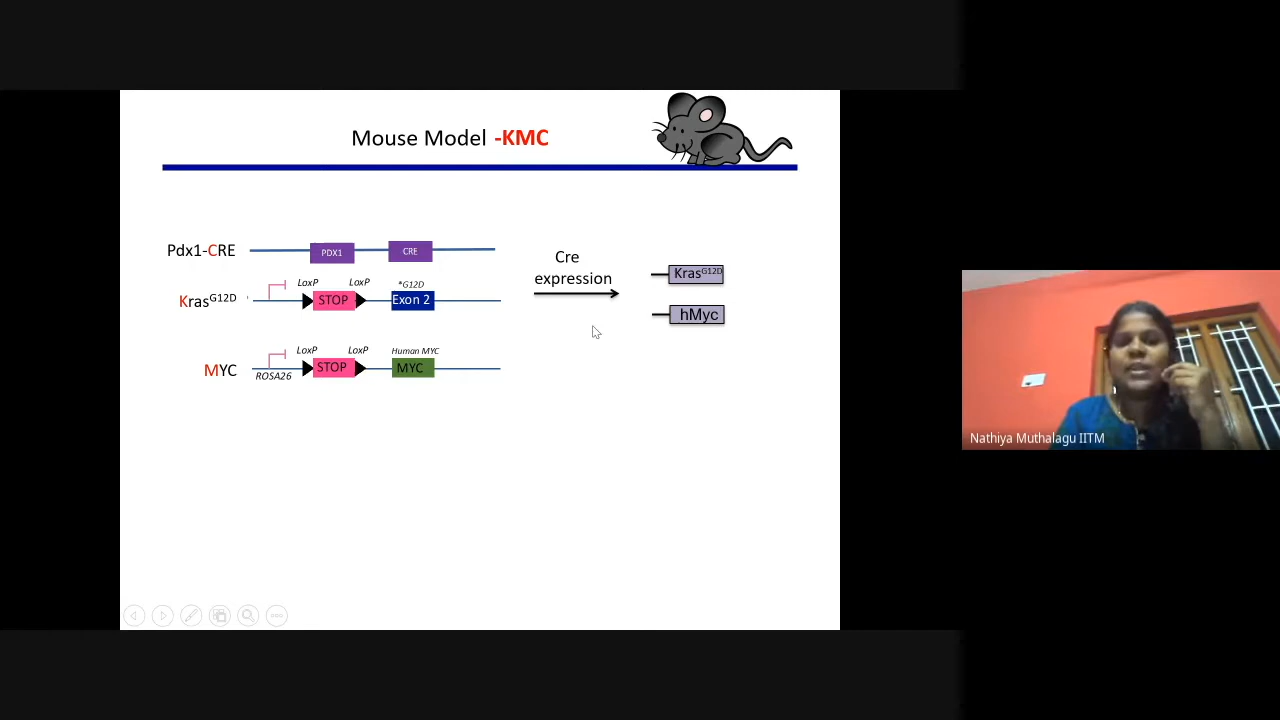 Mouse Model -KMC
Pdx1-CRE
PDX1
CRE
Cre
expression
KrasG12D
LoxP
STOP
LoxP
*G12D
Exon 2
KrasG12D
hMyc
MYC
ROSA26
LoxP
STOP
LoxP
Human MYC
MYC
Nathiya Muthalagu IITM